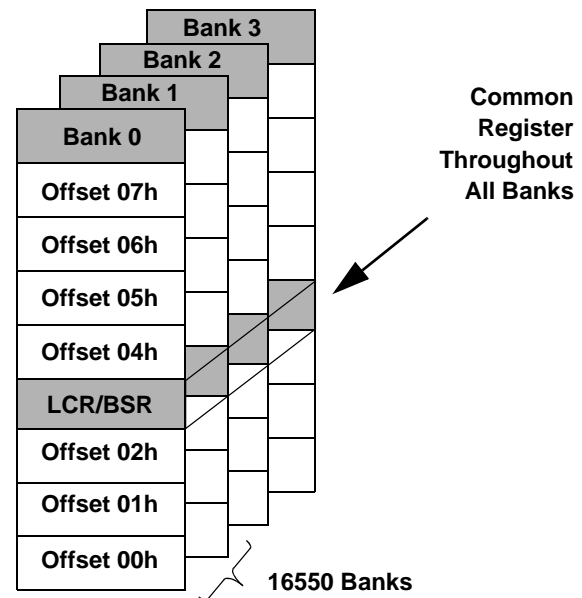 Bank 3
Bank 2
Bank 1
Bank 0
Offset 07h
Offset 06h
Offset 05h
Offset 04h
LCR/BSR
Offset 02h
Offset 01h
Offset 00h
Common
Register
Throughout
All Banks
16550 Banks